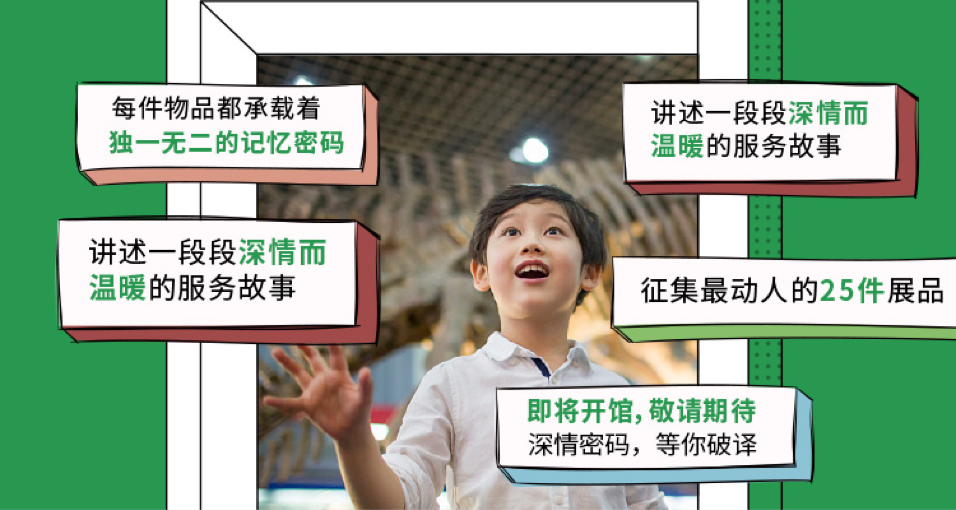 每件物品都承载着
独一无二的记忆密码
讲述一段段深情而
温暖的服务故事
讲述一段段深情而
温暖的服务故事
征集最动人的25件展品
即将开馆，敬请期待
深情密码，等你破译